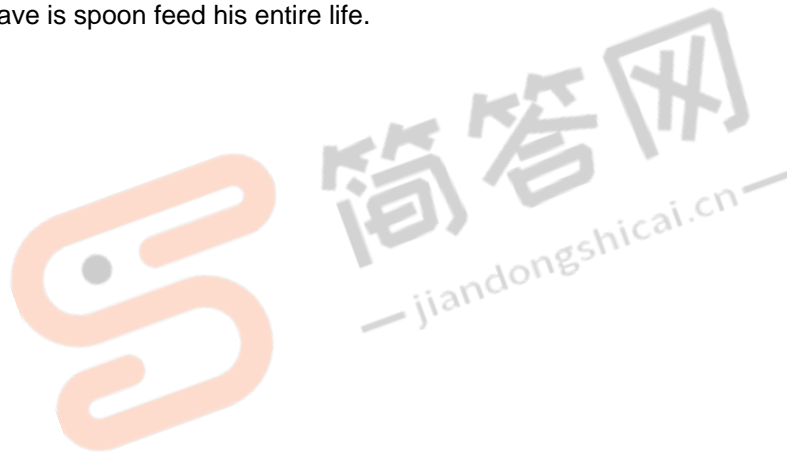 ave is spoon feed his entire life.
简答网
jiandongshicai.cn